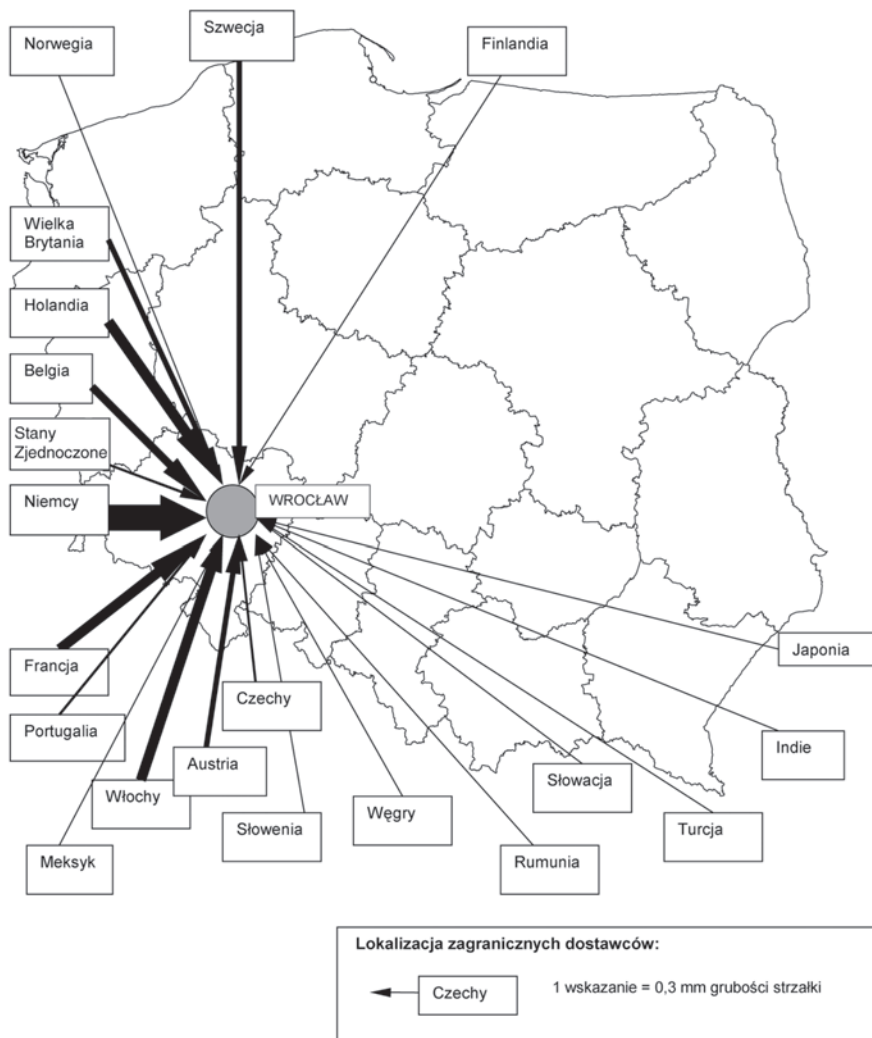 Norwegia
Szwecja
Finlandia
Wielka
Brytania
Holandia
Belgia
Stany
Zjednoczone
Niemcy
WROCŁAW
Francja
Japonia
Portugalia
Czechy
Indie
Austria
Słowacja
Włochy
Węgry
Słowenia
Turcja
Meksyk
Rumunia
Lokalizacja zagranicznych dostawców:
Czechy
1 wskazanie = 0,3 mm grubości strzałki